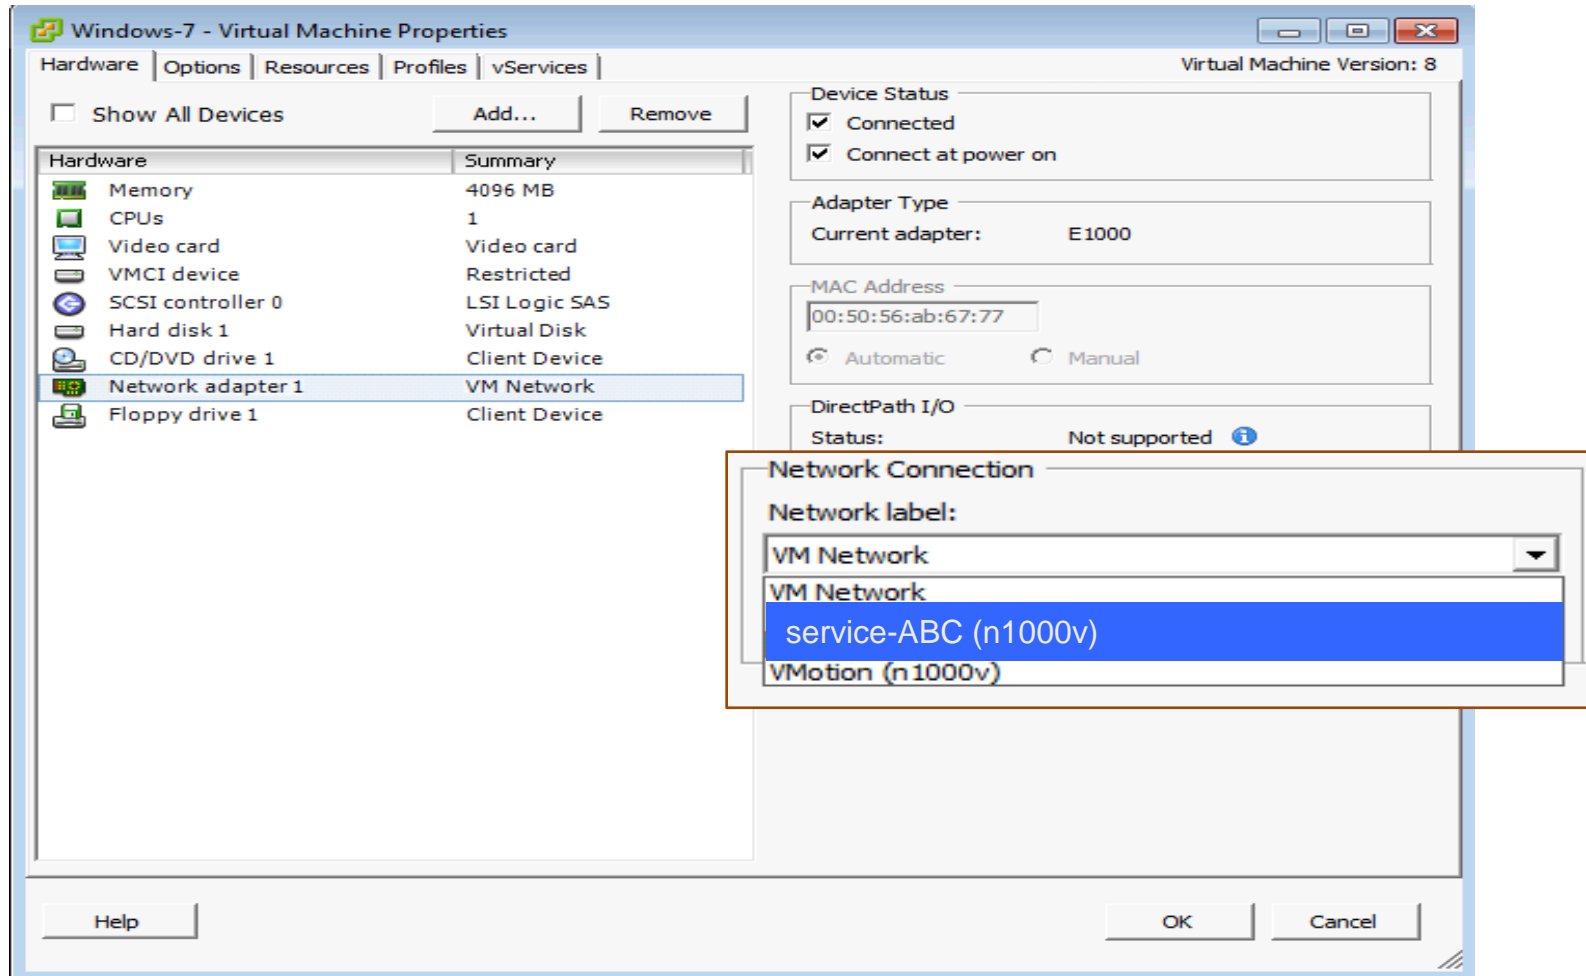 Windows-7 - Virtual Machine Properties
Hardware Options Resources Profiles vServices Virtual Machine Version: 8
Show All Devices Add... Remove
Hardware Summary
Memory 4096 MB
CPUs 1
Video card Video card
VMCI device Restricted
SCSI controller 0 LSI Logic SAS
Hard disk 1 Virtual Disk
CD/DVD drive 1 Client Device
Network adapter 1 VM Network
Floppy drive 1 Client Device
Device Status
Connected
Connect at power on
Adapter Type
Current adapter: E1000
MAC Address
00:50:56:ab:67:77
Automatic Manual
DirectPath I/O
Status: Not supported
Network Connection
Network label:
VM Network
VM Network
service-ABC (n1000v)
VMotion (n1000v)
Help OK Cancel